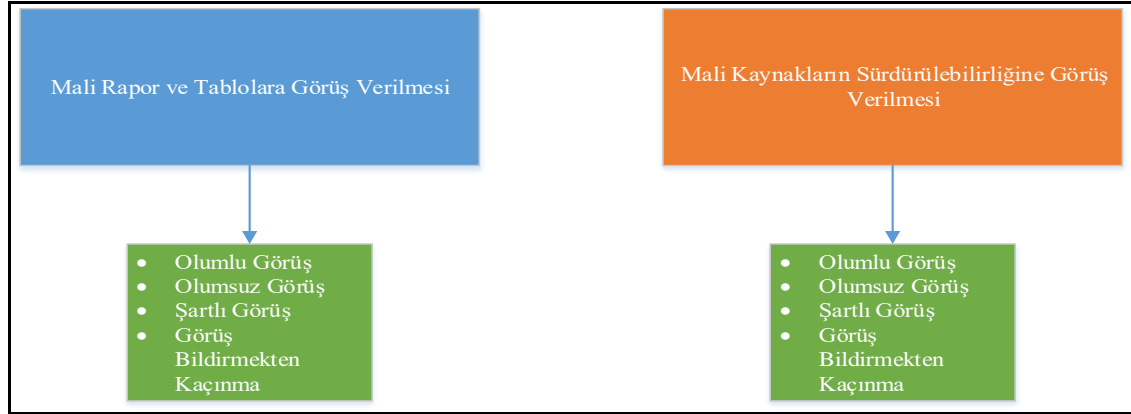 Mali Rapor ve Tablolara Görüş Verilmesi
• Olumlu Görüş
• Olumsuz Görüş
• Şartlı Görüş
• Görüş
Bildirmekten
Kaçınma
Mali Kaynakların Sürdürülebilirliğine Görüş
Verilmesi
• Olumlu Görüş
• Olumsuz Görüş
• Şartlı Görüş
• Görüş
Bildirmekten
Kaçınma